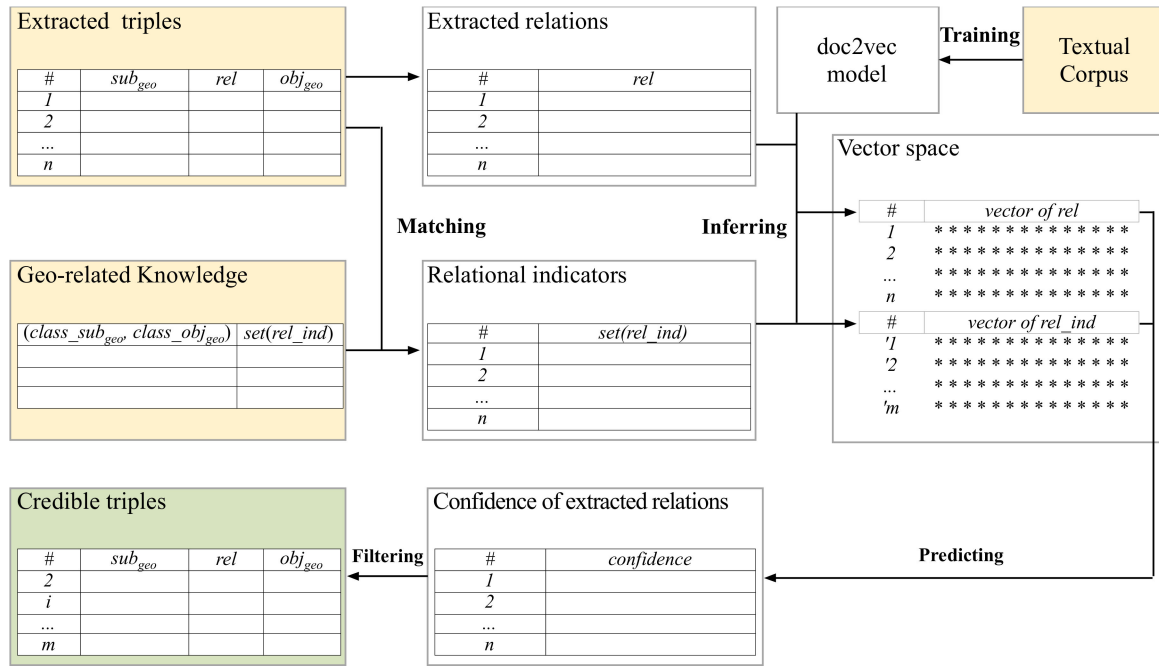 Extracted triples
# sub_geo rel obj_geo
1
2
...
n
Extracted relations
# rel
1
2
...
n
doc2vec
model
Training
Textual
Corpus
Matching
Inferring
Vector space
# vector of rel
1 * * * * * * * * * * * * * *
2 * * * * * * * * * * * * * *
... * * * * * * * * * * * * * *
n * * * * * * * * * * * * * *
# vector of rel_ind
'1 * * * * * * * * * * * * * *
'2 * * * * * * * * * * * * * *
... * * * * * * * * * * * * * *
'm * * * * * * * * * * * * * *
Geo-related Knowledge
(class_sub_geo, class_obj_geo) set(rel_ind)
Relational indicators
# set(rel_ind)
1
2
...
n
Credible triples
# sub_geo rel obj_geo
2
i
...
m
Filtering
Confidence of extracted relations
# confidence
1
2
...
n
Predicting